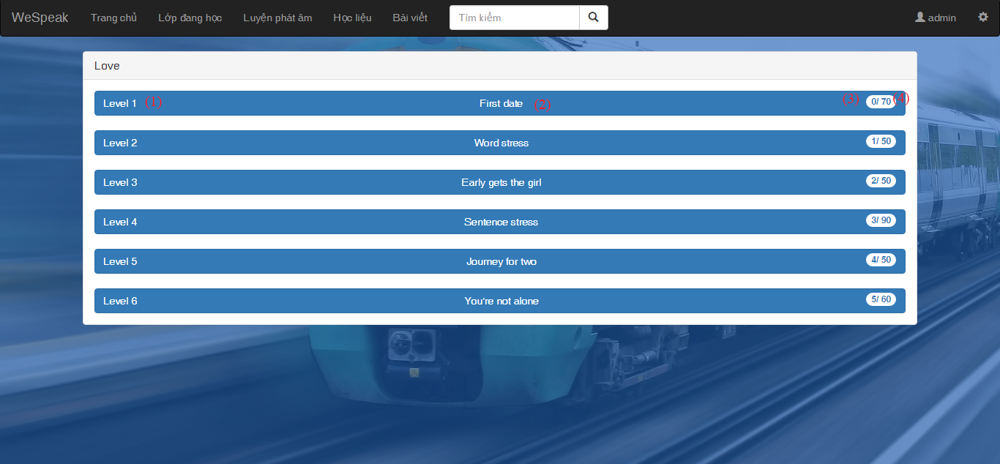 WeSpeak Trang chủ Lớp đang học Luyện phát âm Học liệu Bài viết Tìm kiếm admin
Love
Level 1 (1) First date (2) (3) 0/ 70 (4)
Level 2 Word stress 1/ 50
Level 3 Early gets the girl 2/ 50
Level 4 Sentence stress 3/ 90
Level 5 Journey for two 4/ 50
Level 6 You're not alone 5/ 60